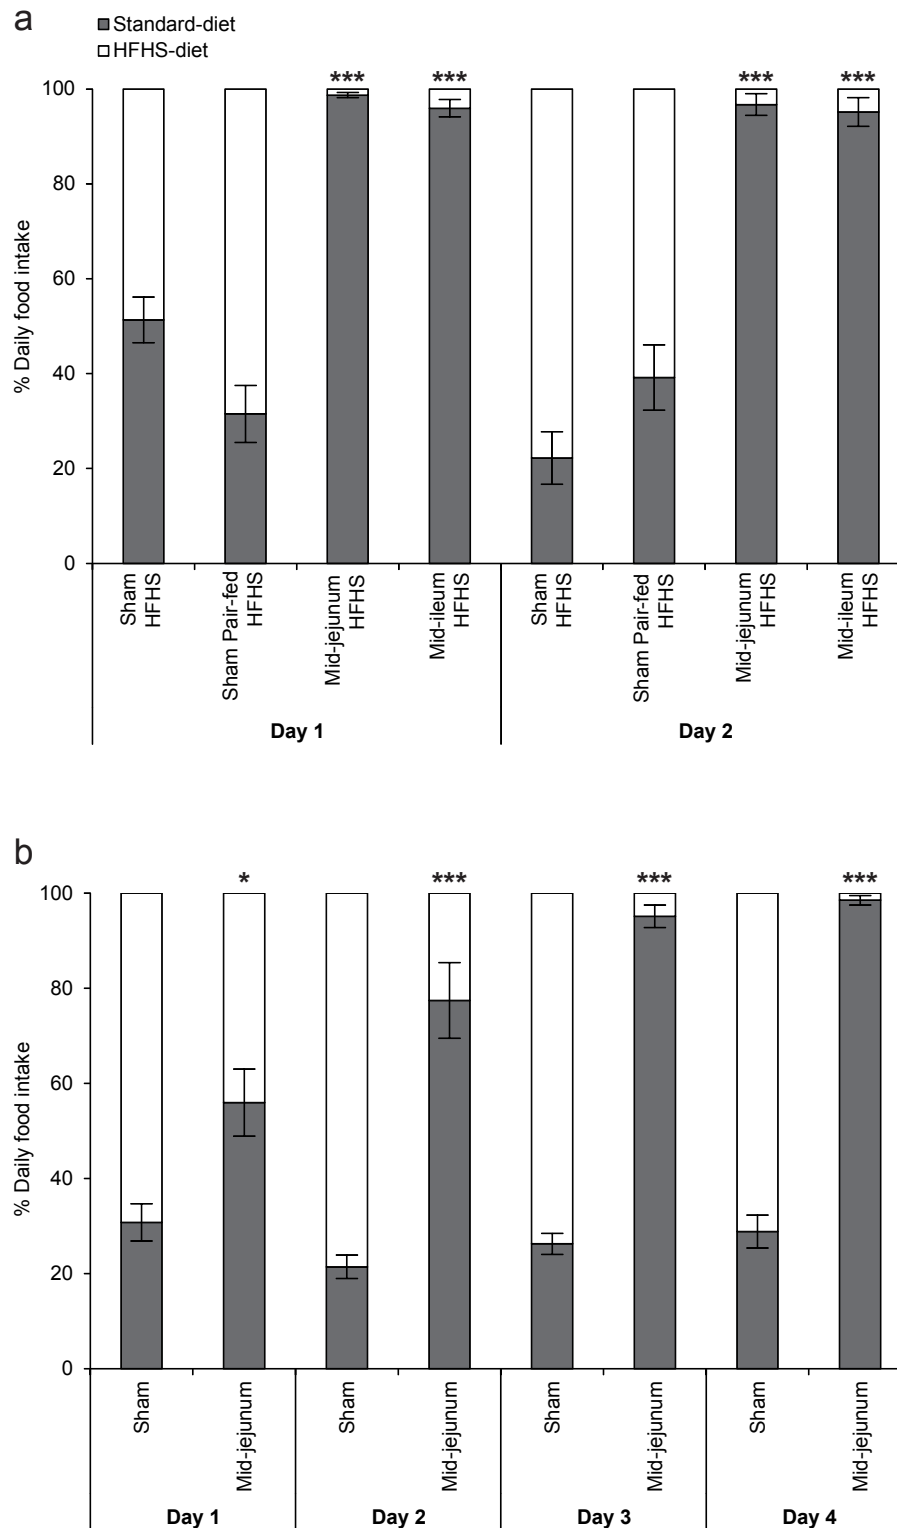 a
Standard-diet
HFHS-diet
*** *** *** ***
100
80
60
40
20
0
% Daily food intake
Sham
HFHS
Sham Pair-fed
HFHS
Mid-jejunum
HFHS
Mid-ileum
HFHS
Sham
HFHS
Sham Pair-fed
HFHS
Mid-jejunum
HFHS
Mid-ileum
HFHS
Day 1 Day 2
b
* *** *** ***
100
80
60
40
20
0
% Daily food intake
Sham
Mid-jejunum
Sham
Mid-jejunum
Sham
Mid-jejunum
Sham
Mid-jejunum
Day 1 Day 2 Day 3 Day 4